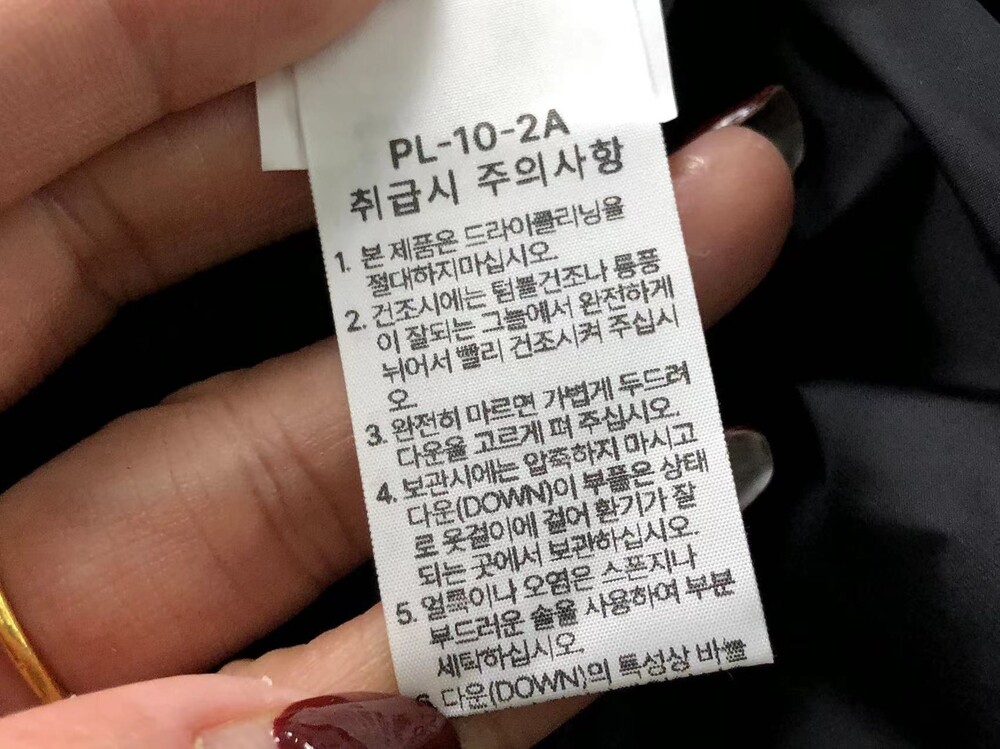 PL-10-2A
취급시 주의사항
1. 본 제품은 드라이클리닝을
절대하지마십시오.
2. 건조시에는 텀블건조나 통풍
이 잘되는 그늘에서 완전하게
뉘어서 빨리 건조시켜 주십시
오.
3. 완전히 마르면 가볍게 두드려
다운을 고르게 펴 주십시오.
4. 보관시에는 압축하지 마시고
다운(DOWN)이 부풀은 상태
로 옷걸이에 걸어 환기가 잘
되는 곳에서 보관하십시오.
5. 얼룩이나 오염은 스폰지나
부드러운 솔을 사용하여 부분
세탁하십시오.
6. 다운(DOWN)의 특성상 바늘